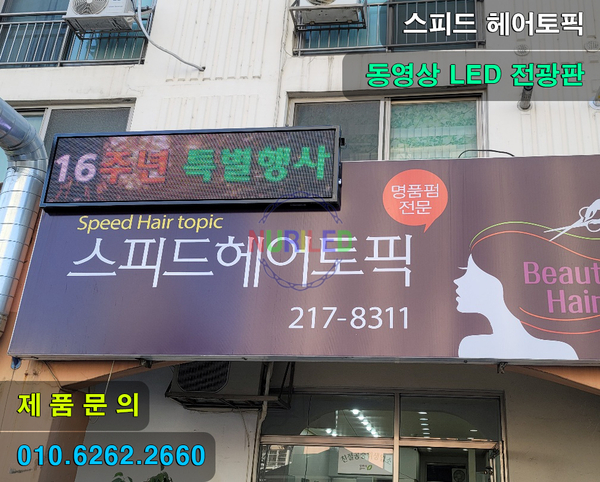 스피드 헤어토픽
동영상 LED 전광판
16주년 특별행사
Speed Hair topic
명품펌
전문
스피드헤어토픽
NURILED
217-8311
Beaut
Hair
제품문의
010.6262.2660